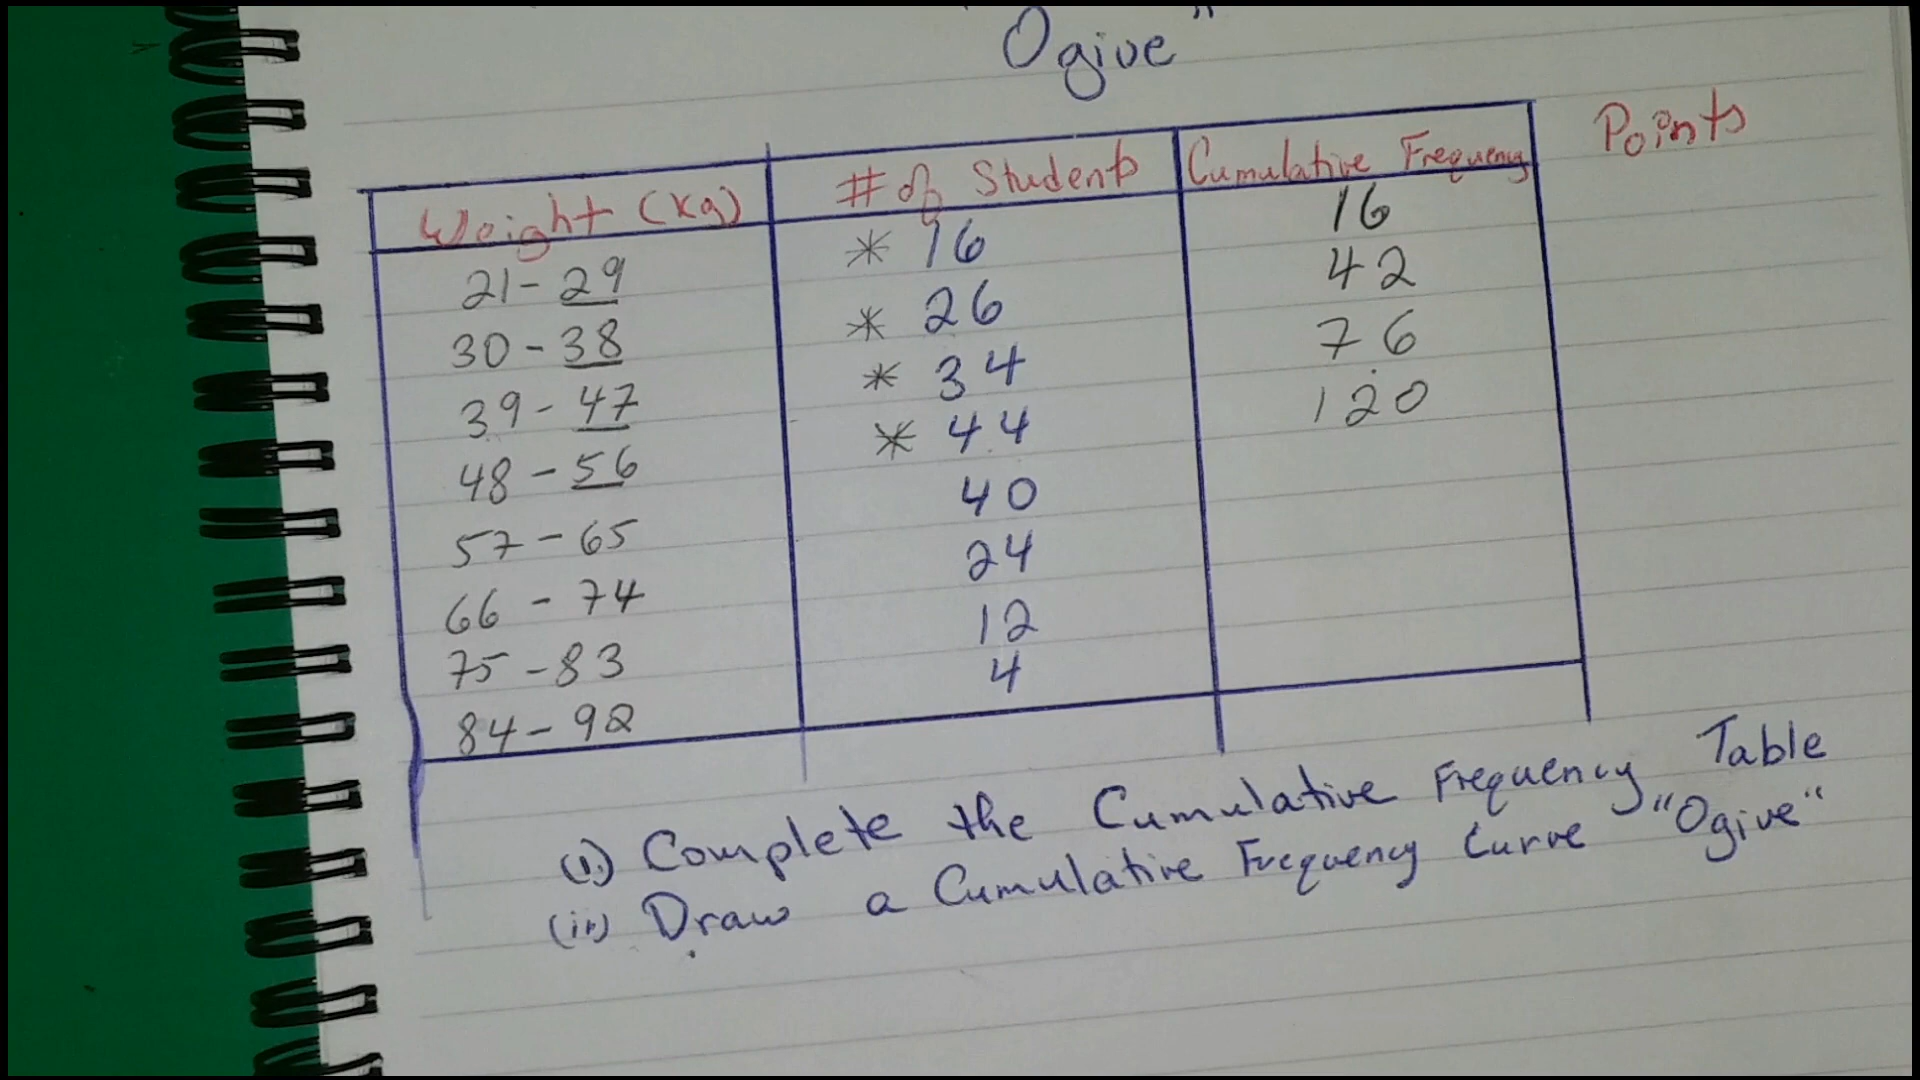 "Ogive"
Weight (Kg) # of Students Cumulative Frequency Points
21 - 29 * 16 16
30 - 38 * 26 42
39 - 47 * 34 76
48 - 56 * 44 120
57 - 65 40
66 - 74 24
75 - 83 12
84 - 92 4
(i) Complete the Cumulative Frequency Table
(ii) Draw a Cumulative Frequency Curve "Ogive"